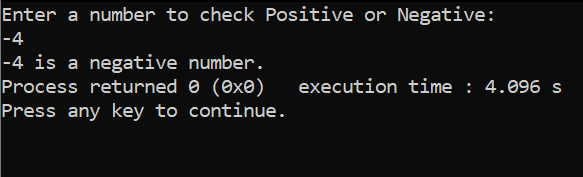 Enter a number to check Positive or Negative:
-4
-4 is a negative number.
Process returned 0 (0x0)   execution time : 4.096 s
Press any key to continue.